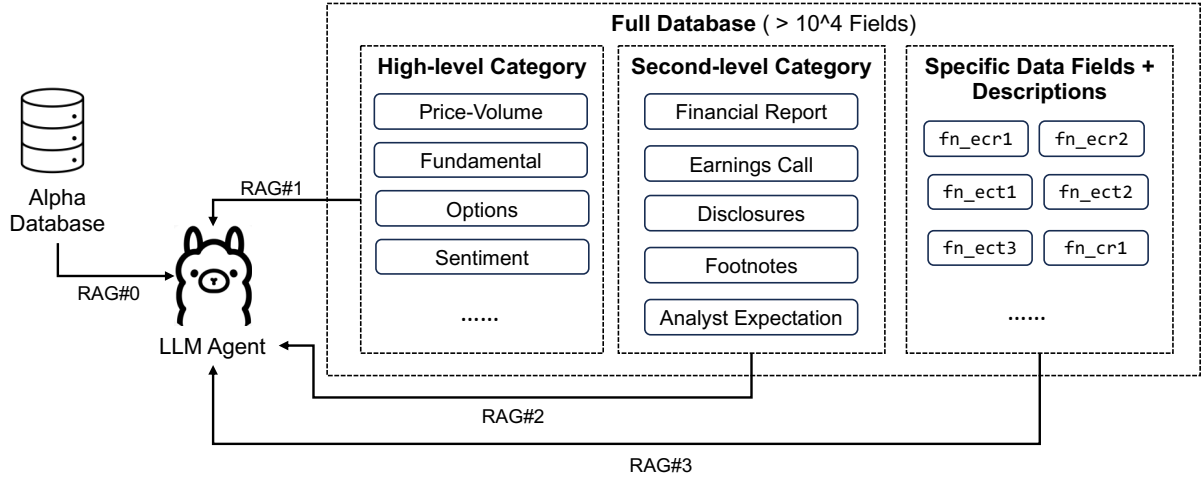 Full Database ( > 10^4 Fields)
High-level Category
Price-Volume
Fundamental
Options
Sentiment
......
Second-level Category
Financial Report
Earnings Call
Disclosures
Footnotes
Analyst Expectation
Specific Data Fields +
Descriptions
fn_ecr1
fn_ecr2
fn_ect1
fn_ect2
fn_ect3
fn_cr1
......
Alpha
Database
RAG#0
RAG#1
LLM Agent
RAG#2
RAG#3